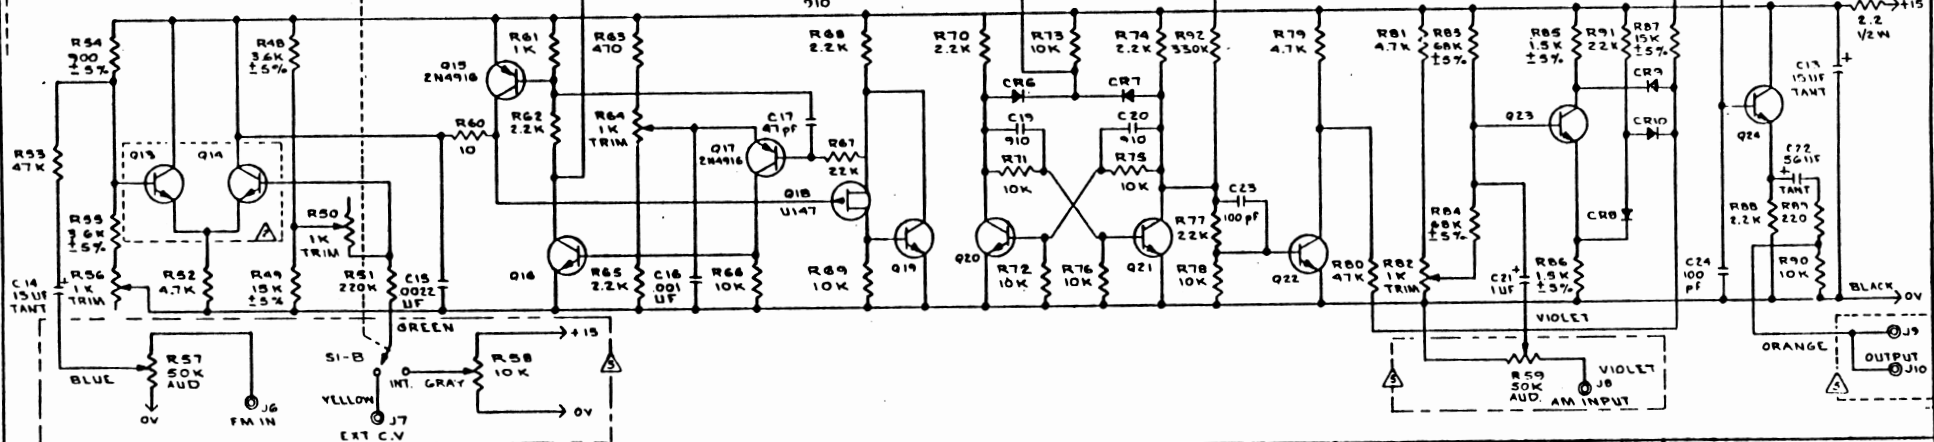 R54
900
±5%
R48
3.6K
±5%
Q15
2N4916
R61
1K
R63
470
R68
2.2K
R70
2.2K
R73
10K
R74
2.2K
R92
330K
R79
4.7K
R81
4.7K
R83
68K
±5%
R85
1.5K
±5%
R91
22K
R87
15K
±5%
+15
2.2
1/2W
C13
15UF
TANT
+
CR6
CR7
CR9
CR10
R60
10
R62
2.2K
R64
1K
TRIM
C17
47pf
C19
910
C20
910
Q23
Q24
R53
47K
Q13
Q14
Q17
2N4916
R67
22K
R71
10K
R75
10K
C22
56UF
+
TANT
Q18
U147
C23
100 pf
R55
3.6K
±5%
R50
1K
TRIM
R77
22K
R84
68K
±5%
CR8
R88
2.2K
R89
220
Q16
Q19
Q20
Q21
Q22
C14
15UF
TANT
+
R56
1K
TRIM
R52
4.7K
R49
15K
±5%
R51
220K
C15
.0022
UF
R65
2.2K
C16
.001
UF
R66
10K
R69
10K
R72
10K
R76
10K
R78
10K
R80
47K
R82
1K
TRIM
C21
1UF
+
R86
1.5K
±5%
C24
100
pf
R90
10K
BLACK
0V
GREEN
VIOLET
+15
R57
50K
AUD
BLUE
S1-B
INT.
GRAY
R58
10K
5
ORANGE
J9
OUTPUT
J10
5
5
R59
50K
AUD.
VIOLET
J8
AM INPUT
0V
J6
FM IN
YELLOW
J7
EXT C.V
0V